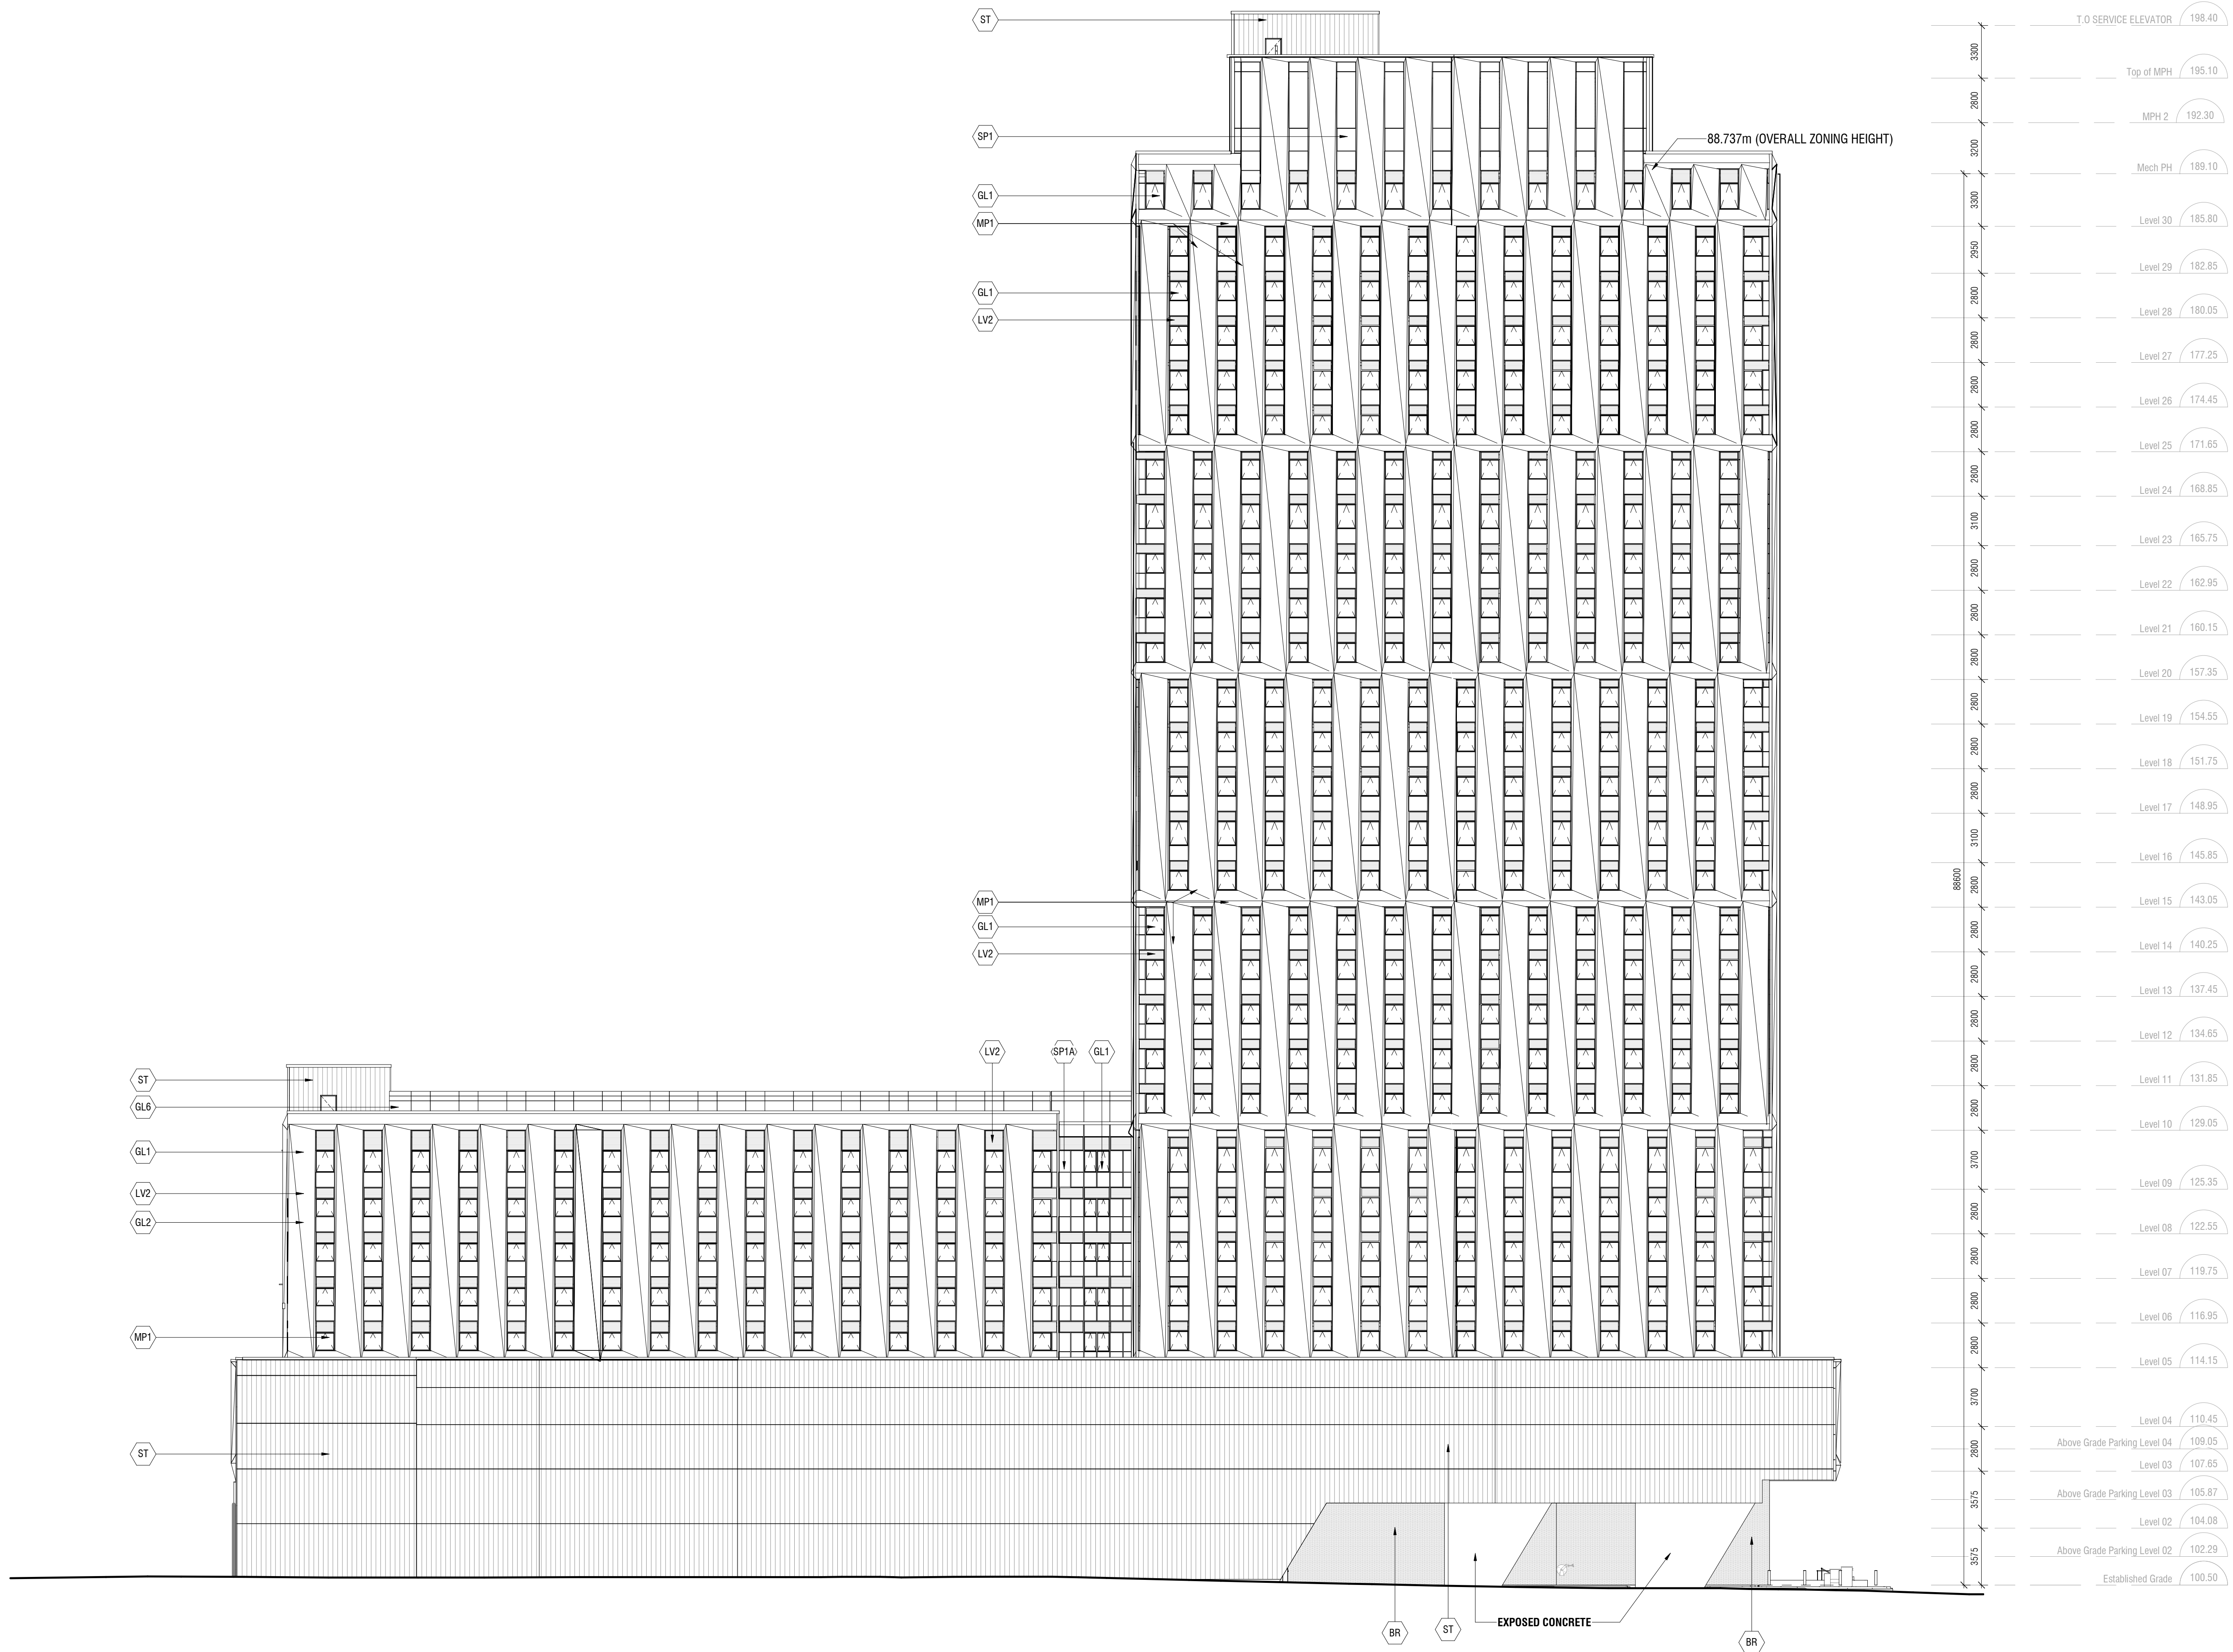 ST
T.O SERVICE ELEVATOR 198.40
3300
Top of MPH 195.10
2800
MPH 2 192.30
SP1
88.737m (OVERALL ZONING HEIGHT)
3200
Mech PH 189.10
GL1
3300
MP1
Level 30 185.80
2950
Level 29 182.85
GL1
2800
LV2
Level 28 180.05
2800
Level 27 177.25
2800
Level 26 174.45
2800
Level 25 171.65
2800
Level 24 168.85
3100
Level 23 165.75
2800
Level 22 162.95
2800
Level 21 160.15
2800
Level 20 157.35
2800
Level 19 154.55
2800
Level 18 151.75
2800
Level 17 148.95
3100
Level 16 145.85
88600
2800
MP1
Level 15 143.05
GL1
2800
LV2
Level 14 140.25
2800
Level 13 137.45
2800
Level 12 134.65
LV2
SP1A
GL1
2800
ST
Level 11 131.85
GL6
2800
Level 10 129.05
GL1
3700
LV2
Level 09 125.35
2800
GL2
Level 08 122.55
2800
Level 07 119.75
2800
Level 06 116.95
MP1
2800
Level 05 114.15
3700
Level 04 110.45
ST
2800
Above Grade Parking Level 04 109.05
Level 03 107.65
3575
Above Grade Parking Level 03 105.87
Level 02 104.08
3575
Above Grade Parking Level 02 102.29
Established Grade 100.50
EXPOSED CONCRETE
BR
ST
BR